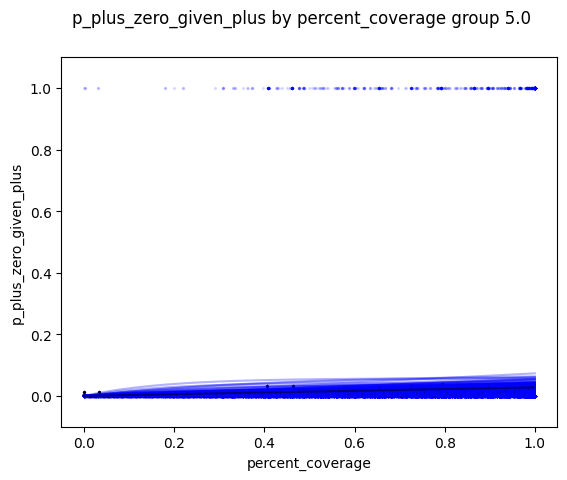 p_plus_zero_given_plus by percent_coverage group 5.0
1.0
0.8
0.6
0.4
0.2
0.0
p_plus_zero_given_plus
0.0 0.2 0.4 0.6 0.8 1.0
percent_coverage